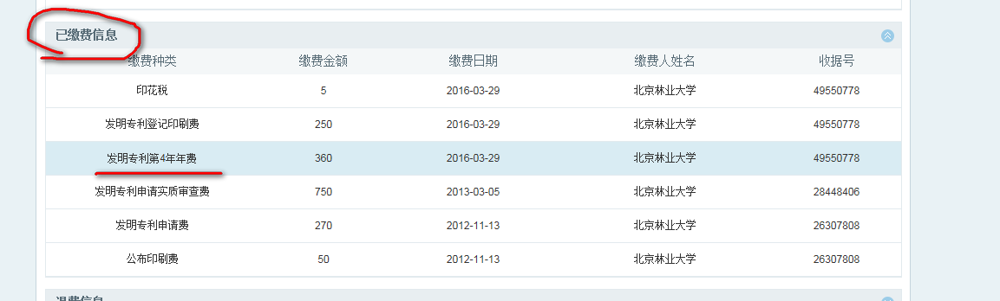 已缴费信息
缴费种类 缴费金额 缴费日期 缴费人姓名 收据号
印花税 5 2016-03-29 北京林业大学 49550778
发明专利登记印刷费 250 2016-03-29 北京林业大学 49550778
发明专利第4年年费 360 2016-03-29 北京林业大学 49550778
发明专利申请实质审查费 750 2013-03-05 北京林业大学 28448406
发明专利申请费 270 2012-11-13 北京林业大学 26307808
公布印刷费 50 2012-11-13 北京林业大学 26307808
退费信息